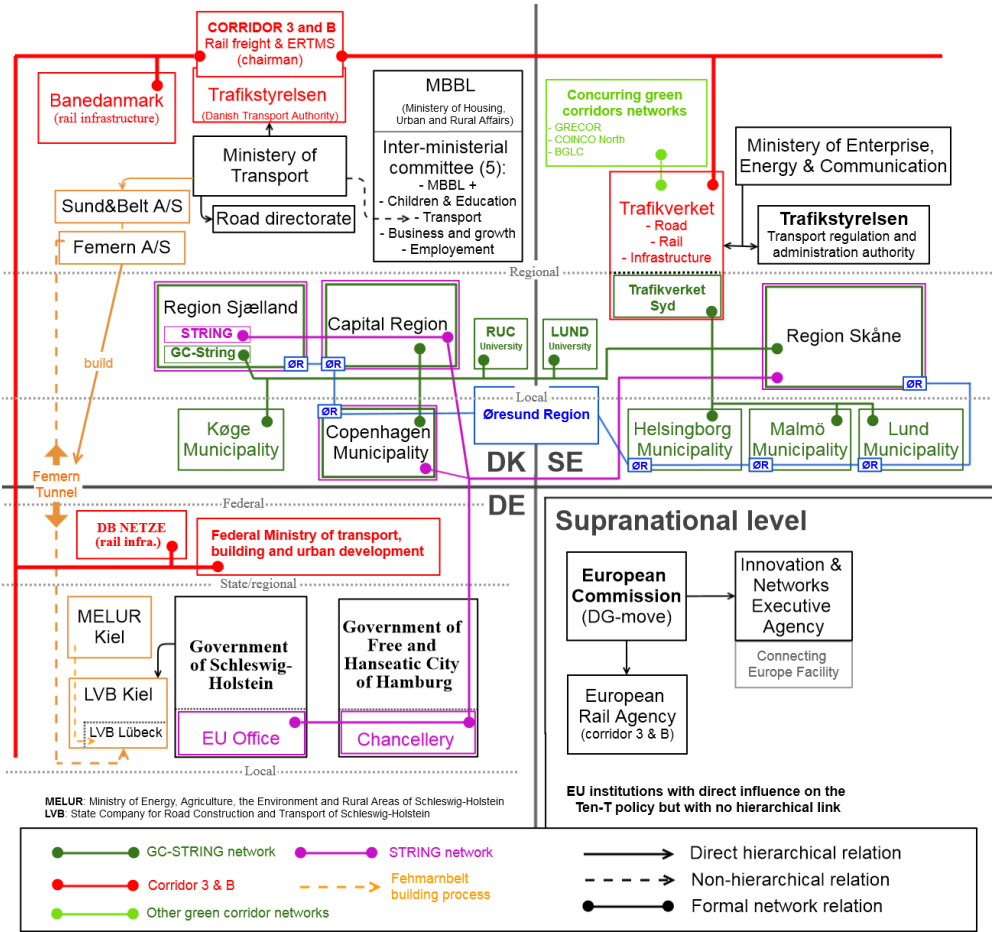 CORRIDOR 3 and B
Rail freight & ERTMS
(chairman)
Trafikstyrelsen
(Danish Transport Authority)
Banedanmark
(rail infrastructure)
Ministery of
Transport
Road directorate
Sund&Belt A/S
Femern A/S
MBBL
(Ministry of Housing,
Urban and Rural Affairs)
Inter-ministerial
committee (5):
- MBBL +
- Children & Education
- Transport
- Business and growth
- Employement
DK
SE
Concurring green
corridors networks
- GRECOR
- COINCO North
- BGLC
Trafikverket
- Road
- Rail
- Infrastructure
Trafikverket
Syd
Ministery of Enterprise,
Energy & Communication
Trafikstyrelsen
Transport regulation and
administration authority
Regional
Region Sjælland
STRING
GC-String
ØR
Capital Region
ØR
ØR
RUC
University
LUND
University
Region Skåne
ØR
build
Local
Køge
Municipality
Copenhagen
Municipality
Øresund Region
Helsingborg
Municipality
ØR
Malmö
Municipality
ØR
Lund
Municipality
ØR
Femern
Tunnel
DE
Federal
DB NETZE
(rail infra.)
Federal Ministry of transport,
building and urban development
State/regional
MELUR
Kiel
LVB Kiel
LVB Lübeck
Government
of Schleswig-
Holstein
EU Office
Government of
Free and
Hanseatic City
of Hamburg
Chancellery
Local
MELUR: Ministry of Energy, Agriculture, the Environment and Rural Areas of Schleswig-Holstein
LVB: State Company for Road Construction and Transport of Schleswig-Holstein
Supranational level
European
Commission
(DG-move)
Innovation &
Networks
Executive
Agency
Connecting
Europe Facility
European
Rail Agency
(corridor 3 & B)
EU institutions with direct influence on the
Ten-T policy but with no hierarchical link
GC-STRING network
STRING network
Corridor 3 & B
Fehmarnbelt
building process
Other green corridor networks
Direct hierarchical relation
Non-hierarchical relation
Formal network relation